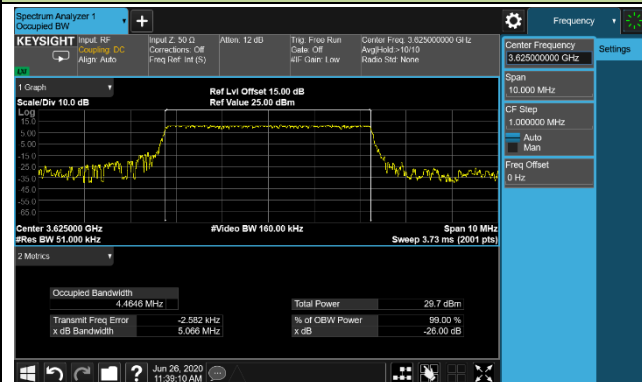 Spectrum Analyzer 1
Occupied BW
Frequency
KEYSIGHT
Input: RF
Coupling: DC
Align: Auto
Input Z: 50 Ω
Corrections: Off
Freq Ref: Int (S)
Atten: 12 dB
Trig: Free Run
Gate: Off
#IF Gain: Low
Center Freq: 3.625000000 GHz
Avg|Hold:>10/10
Radio Std: None
1 Graph
Scale/Div 10.0 dB
Ref Lvl Offset 15.00 dB
Ref Value 25.00 dBm
Log
15.0
5.00
-5.00
-15.0
-25.0
-35.0
-45.0
-55.0
-65.0
Center 3.625000 GHz
#Res BW 51.000 kHz
#Video BW 160.00 kHz
Span 10 MHz
Sweep 3.73 ms (2001 pts)
2 Metrics
Occupied Bandwidth
4.4646 MHz
Transmit Freq Error -2.582 kHz
x dB Bandwidth 5.066 MHz
Total Power 29.7 dBm
% of OBW Power 99.00 %
x dB -26.00 dB
Jun 26, 2020
11:39:10 AM
Center Frequency
3.625000000 GHz
Span
10.000 MHz
CF Step
1.000000 MHz
Auto
Man
Freq Offset
0 Hz
Settings